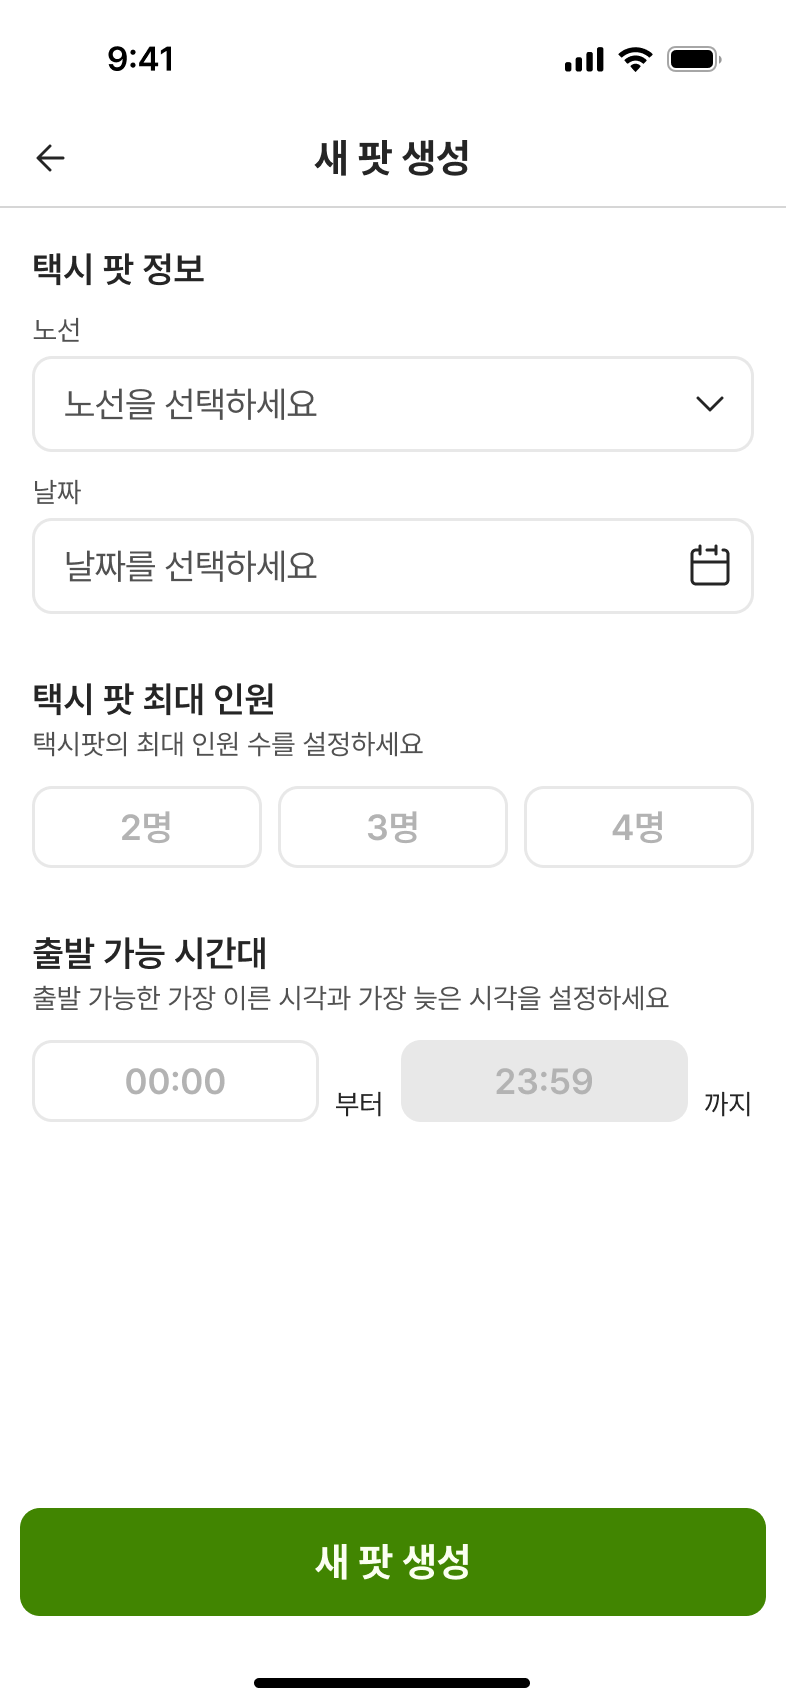 9:41
새 팟 생성
택시 팟 정보
노선
노선을 선택하세요
날짜
날짜를 선택하세요
택시 팟 최대 인원
택시팟의 최대 인원 수를 설정하세요
2명 3명 4명
출발 가능 시간대
출발 가능한 가장 이른 시각과 가장 늦은 시각을 설정하세요
00:00 부터 23:59 까지
새 팟 생성